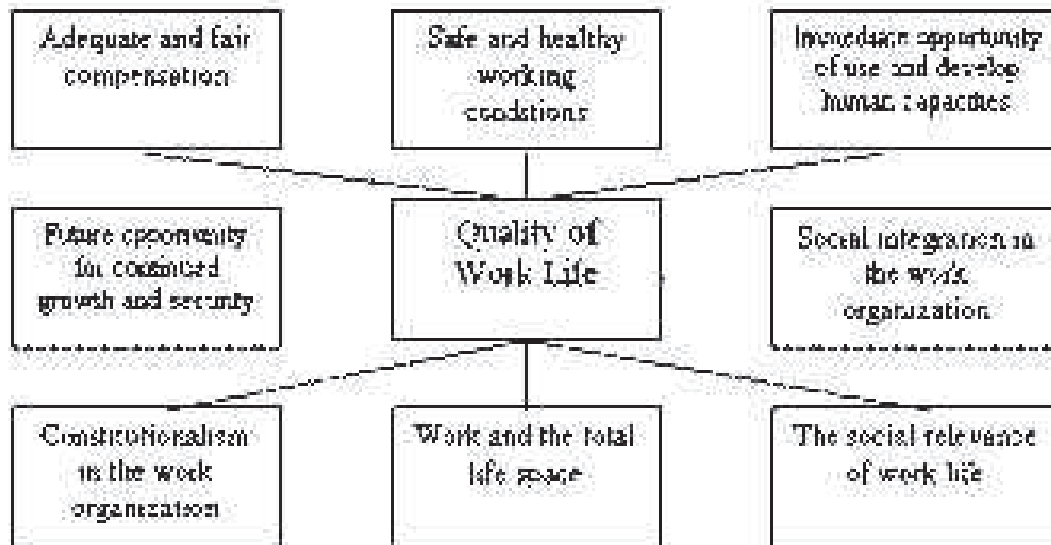 Adequate and fair
compensation
Safe and healthy
working
conditions
Immediate opportunity
of use and develop
human capacities
Future opportunity
for continued
growth and security
Quality of
Work Life
Social integration in
the work
organization
Constitutionalism
in the work
organization
Work and the total
life space
The social relevance
of work life